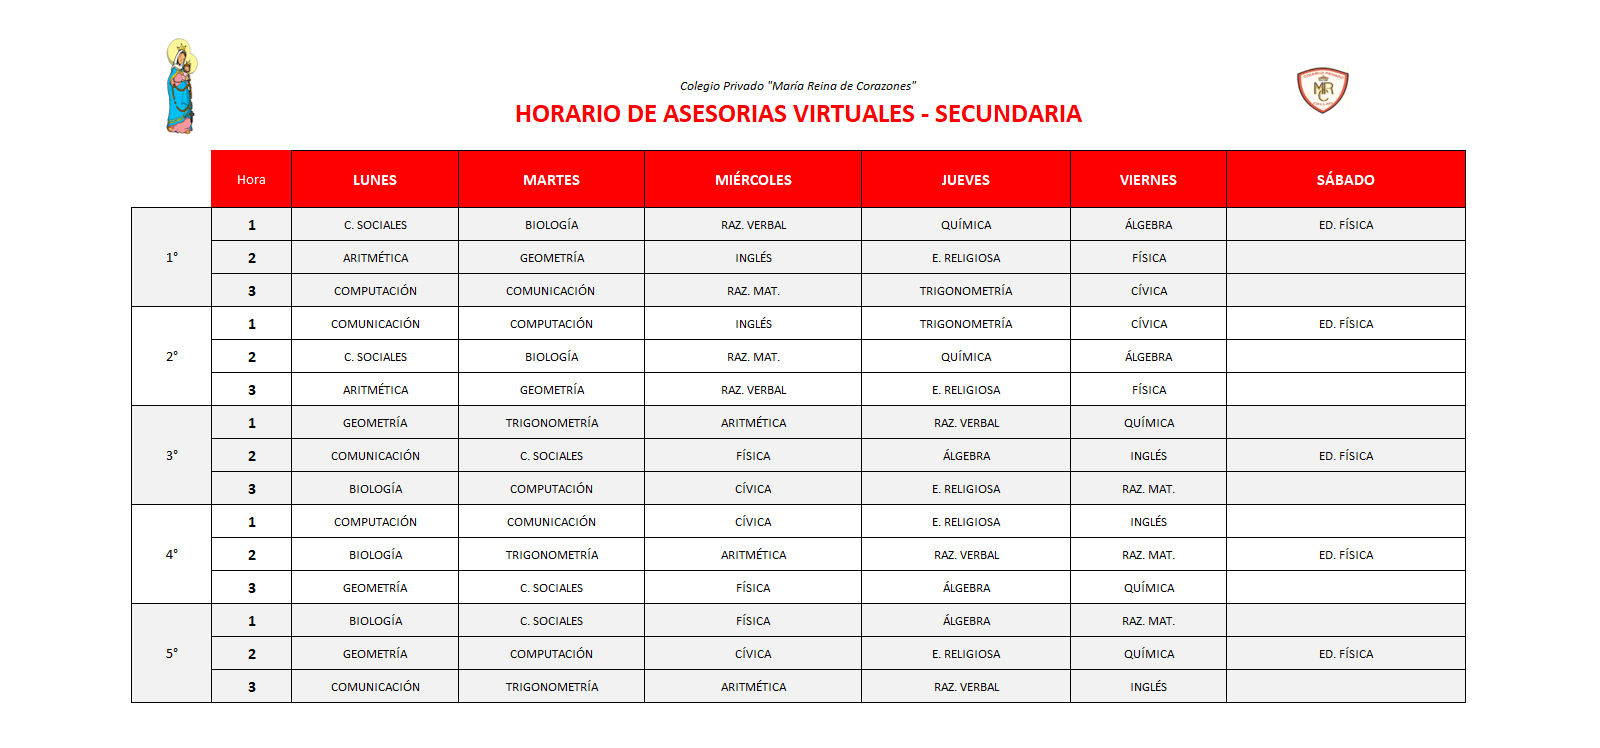 Colegio Privado "María Reina de Corazones"
HORARIO DE ASESORIAS VIRTUALES - SECUNDARIA
Hora LUNES MARTES MIÉRCOLES JUEVES VIERNES SÁBADO
1 C. SOCIALES BIOLOGÍA RAZ. VERBAL QUÍMICA ÁLGEBRA ED. FÍSICA
1° 2 ARITMÉTICA GEOMETRÍA INGLÉS E. RELIGIOSA FÍSICA
3 COMPUTACIÓN COMUNICACIÓN RAZ. MAT. TRIGONOMETRÍA CÍVICA
1 COMUNICACIÓN COMPUTACIÓN INGLÉS TRIGONOMETRÍA CÍVICA ED. FÍSICA
2° 2 C. SOCIALES BIOLOGÍA RAZ. MAT. QUÍMICA ÁLGEBRA
3 ARITMÉTICA GEOMETRÍA RAZ. VERBAL E. RELIGIOSA FÍSICA
1 GEOMETRÍA TRIGONOMETRÍA ARITMÉTICA RAZ. VERBAL QUÍMICA
3° 2 COMUNICACIÓN C. SOCIALES FÍSICA ÁLGEBRA INGLÉS ED. FÍSICA
3 BIOLOGÍA COMPUTACIÓN CÍVICA E. RELIGIOSA RAZ. MAT.
1 COMPUTACIÓN COMUNICACIÓN CÍVICA E. RELIGIOSA INGLÉS
4° 2 BIOLOGÍA TRIGONOMETRÍA ARITMÉTICA RAZ. VERBAL RAZ. MAT. ED. FÍSICA
3 GEOMETRÍA C. SOCIALES FÍSICA ÁLGEBRA QUÍMICA
1 BIOLOGÍA C. SOCIALES FÍSICA ÁLGEBRA RAZ. MAT.
5° 2 GEOMETRÍA COMPUTACIÓN CÍVICA E. RELIGIOSA QUÍMICA ED. FÍSICA
3 COMUNICACIÓN TRIGONOMETRÍA ARITMÉTICA RAZ. VERBAL INGLÉS